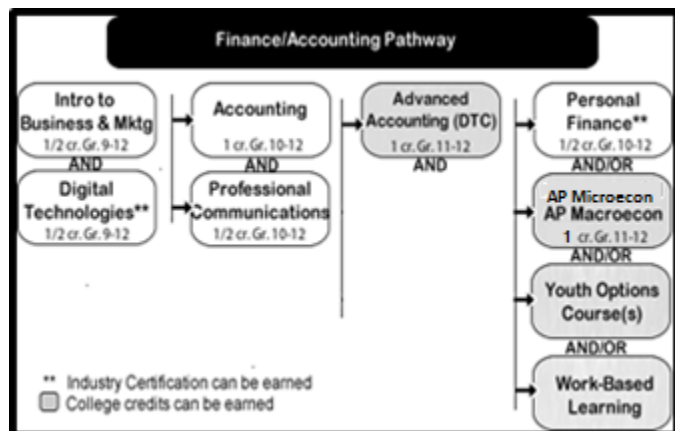 Finance/Accounting Pathway
Intro to
Business & Mktg
1/2 cr. Gr. 9-12
AND
Digital
Technologies**
1/2 cr. Gr. 9-12
Accounting
1 cr. Gr. 10-12
AND
Professional
Communications
1/2 cr. Gr. 10-12
Advanced
Accounting (DTC)
1 cr. Gr. 11-12
AND
Personal
Finance**
1/2 cr. Gr. 10-12
AND/OR
AP Microecon
AP Macroecon
1 cr. Gr. 11-12
AND/OR
Youth Options
Course(s)
AND/OR
Work-Based
Learning
** Industry Certification can be earned
College credits can be earned